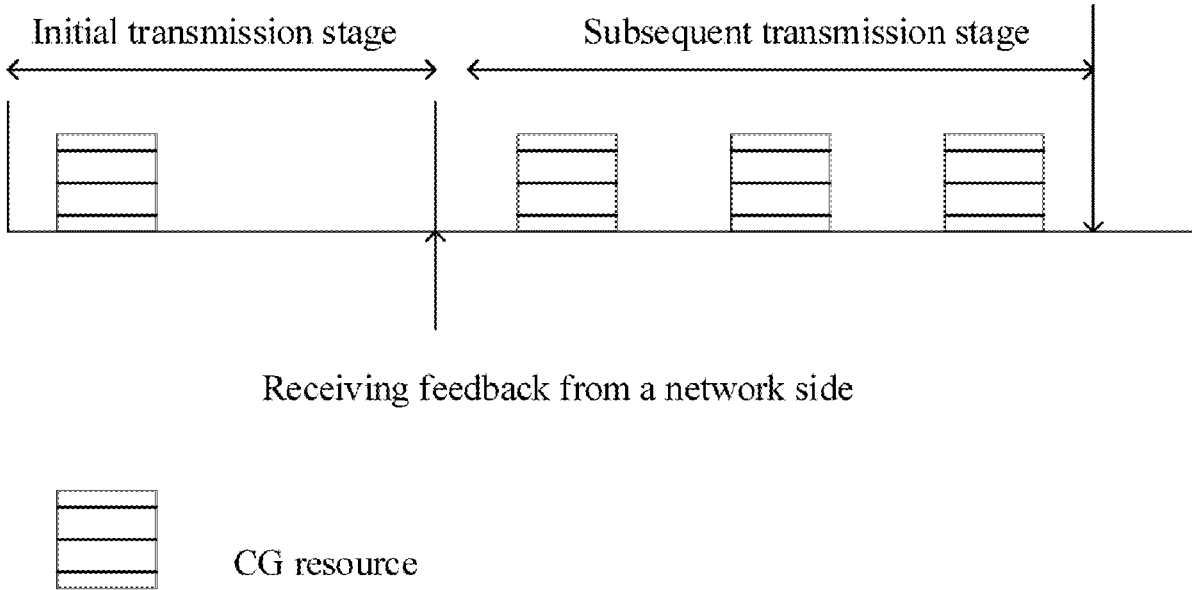 Initial transmission stage
Subsequent transmission stage
Receiving feedback from a network side
CG resource